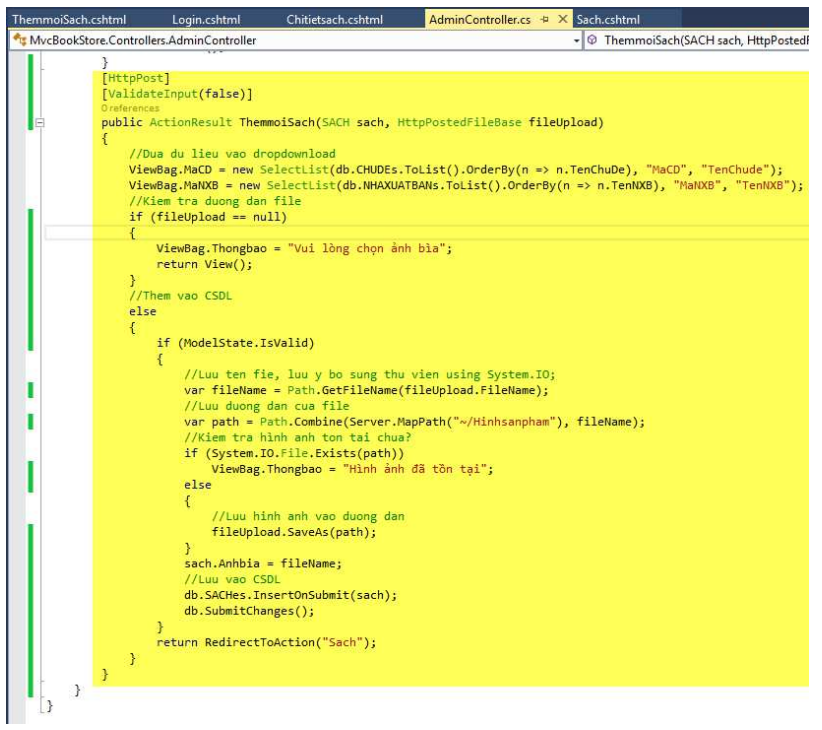 ThemmoiSach.cshtml Login.cshtml Chitietsach.cshtml AdminController.cs Sach.cshtml
MvcBookStore.Controllers.AdminController ThemmoiSach(SACH sach, HttpPostedF
}
[HttpPost]
[ValidateInput(false)]
0 references
public ActionResult ThemmoiSach(SACH sach, HttpPostedFileBase fileUpload)
{
//Dua du lieu vao dropdownload
ViewBag.MaCD = new SelectList(db.CHUDEs.ToList().OrderBy(n => n.TenChuDe), "MaCD", "TenChude");
ViewBag.MaNXB = new SelectList(db.NHAXUATBANs.ToList().OrderBy(n => n.TenNXB), "MaNXB", "TenNXB");
//Kiem tra duong dan file
if (fileUpload == null)
{
ViewBag.Thongbao = "Vui lòng chọn ảnh bìa";
return View();
}
//Them vao CSDL
else
{
if (ModelState.IsValid)
{
//Luu ten fie, luu y bo sung thu vien using System.IO;
var fileName = Path.GetFileName(fileUpload.FileName);
//Luu duong dan cua file
var path = Path.Combine(Server.MapPath("~/Hinhsanpham"), fileName);
//Kiem tra hình anh ton tai chua?
if (System.IO.File.Exists(path))
ViewBag.Thongbao = "Hình ảnh đã tồn tại";
else
{
//Luu hinh anh vao duong dan
fileUpload.SaveAs(path);
}
sach.Anhbia = fileName;
//Luu vao CSDL
db.SACHes.InsertOnSubmit(sach);
db.SubmitChanges();
}
return RedirectToAction("Sach");
}
}
}
}